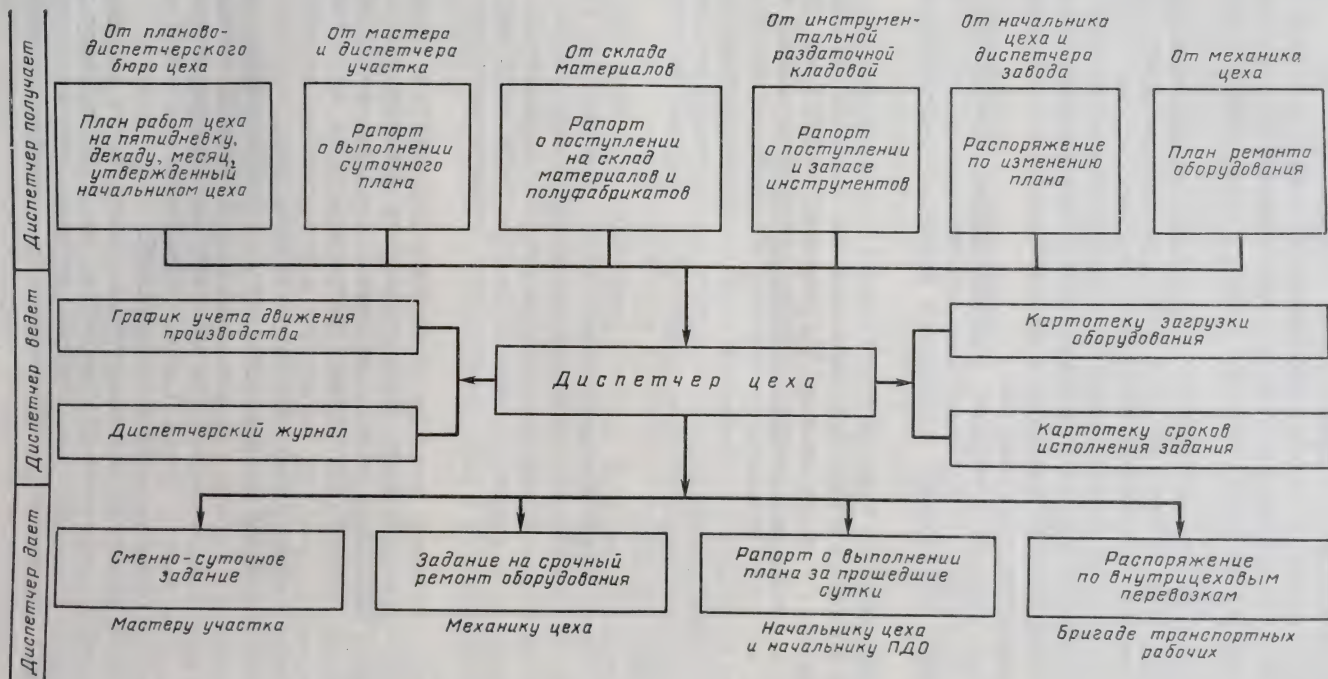 Диспетчер получает
От планово-
диспетчерского
бюро цеха
План работ цеха
на пятидневку,
декаду, месяц,
утвержденный
начальником цеха
От мастера
и диспетчера
участка
Рапорт
о выполнении
суточного
плана
От склада
материалов
Рапорт
о поступлении
на склад
материалов и
полуфабрикатов
От инструмен-
тальной
раздаточной
кладовой
Рапорт
о поступлении
и запасе
инструментов
От начальника
цеха и
диспетчера
завода
Распоряжение
по изменению
плана
От механика
цеха
План ремонта
оборудования
Диспетчер ведет
График учета движения
производства
Диспетчерский журнал
Диспетчер цеха
Картотеку загрузки
оборудования
Картотеку сроков
исполнения задания
Диспетчер дает
Сменно-суточное
задание
Мастеру участка
Задание на срочный
ремонт оборудования
Механику цеха
Рапорт о выполнении
плана за прошедшие
сутки
Начальнику цеха
и начальнику ПДО
Распоряжение
по внутрицеховым
перевозкам
Бригаде транспортных
рабочих